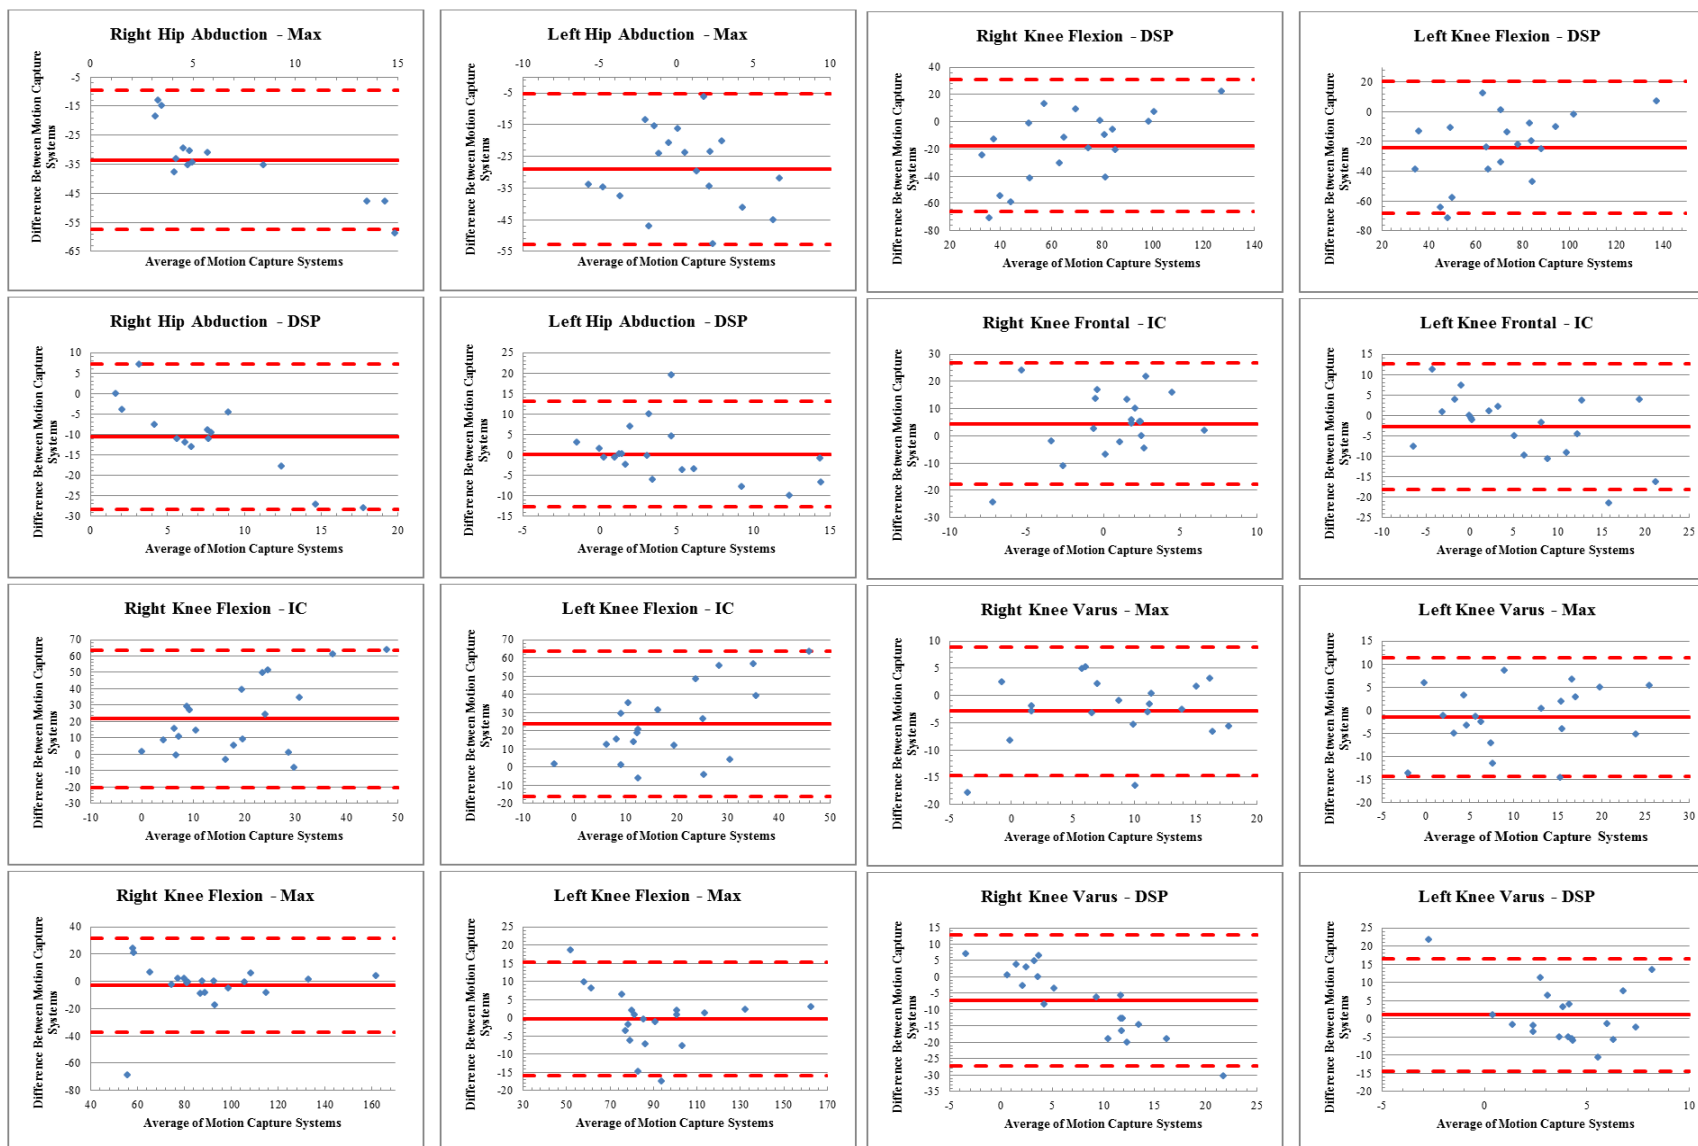 Right Hip Abduction - Max
0 5 10 15
-5
-15
-25
-35
-45
-55
-65
Difference Between Motion Capture
Systems
Average of Motion Capture Systems
Left Hip Abduction - Max
-10 -5 0 5 10
-5
-15
-25
-35
-45
-55
Difference Between Motion Capture
Systems
Average of Motion Capture Systems
Right Knee Flexion - DSP
40
20
0
-20
-40
-60
-80
20 40 60 80 100 120 140
Difference Between Motion Capture
Systems
Average of Motion Capture Systems
Left Knee Flexion - DSP
20
0
-20
-40
-60
-80
20 40 60 80 100 120 140
Difference Between Motion Capture
Systems
Average of Motion Capture Systems
Right Hip Abduction - DSP
10
5
0
-5
-10
-15
-20
-25
-30
0 5 10 15 20
Difference Between Motion Capture
Systems
Average of Motion Capture Systems
Left Hip Abduction - DSP
25
20
15
10
5
0
-5
-10
-15
0 5 10 15
Difference Between Motion Capture
Systems
Average of Motion Capture Systems
Right Knee Frontal - IC
30
20
10
0
-10
-20
-30
-10 -5 0 5 10
Difference Between Motion Capture
Systems
Average of Motion Capture Systems
Left Knee Frontal - IC
15
10
5
0
-5
-10
-15
-20
-25
-10 -5 0 5 10 15 20 25
Difference Between Motion Capture
Systems
Average of Motion Capture Systems
Right Knee Flexion - IC
70
60
50
40
30
20
10
0
-10
-20
-30
-10 0 10 20 30 40 50
Difference Between Motion Capture
Systems
Average of Motion Capture Systems
Left Knee Flexion - IC
70
60
50
40
30
20
10
0
-10
-20
-10 0 10 20 30 40 50
Difference Between Motion Capture
Systems
Average of Motion Capture Systems
Right Knee Varus - Max
10
5
0
-5
-10
-15
-20
-5 0 5 10 15 20
Difference Between Motion Capture
Systems
Average of Motion Capture Systems
Left Knee Varus - Max
15
10
5
0
-5
-10
-15
-20
-5 0 5 10 15 20 25 30
Difference Between Motion Capture
Systems
Average of Motion Capture Systems
Right Knee Flexion - Max
40
20
0
-20
-40
-60
-80
40 60 80 100 120 140 160
Difference Between Motion Capture
Systems
Average of Motion Capture Systems
Left Knee Flexion - Max
25
20
15
10
5
0
-5
-10
-15
-20
30 50 70 90 110 130 150 170
Difference Between Motion Capture
Systems
Average of Motion Capture Systems
Right Knee Varus - DSP
15
10
5
0
-5
-10
-15
-20
-25
-30
-35
-5 0 5 10 15 20 25
Difference Between Motion Capture
Systems
Average of Motion Capture Systems
Left Knee Varus - DSP
25
20
15
10
5
0
-5
-10
-15
-20
-5 0 5 10
Difference Between Motion Capture
Systems
Average of Motion Capture Systems